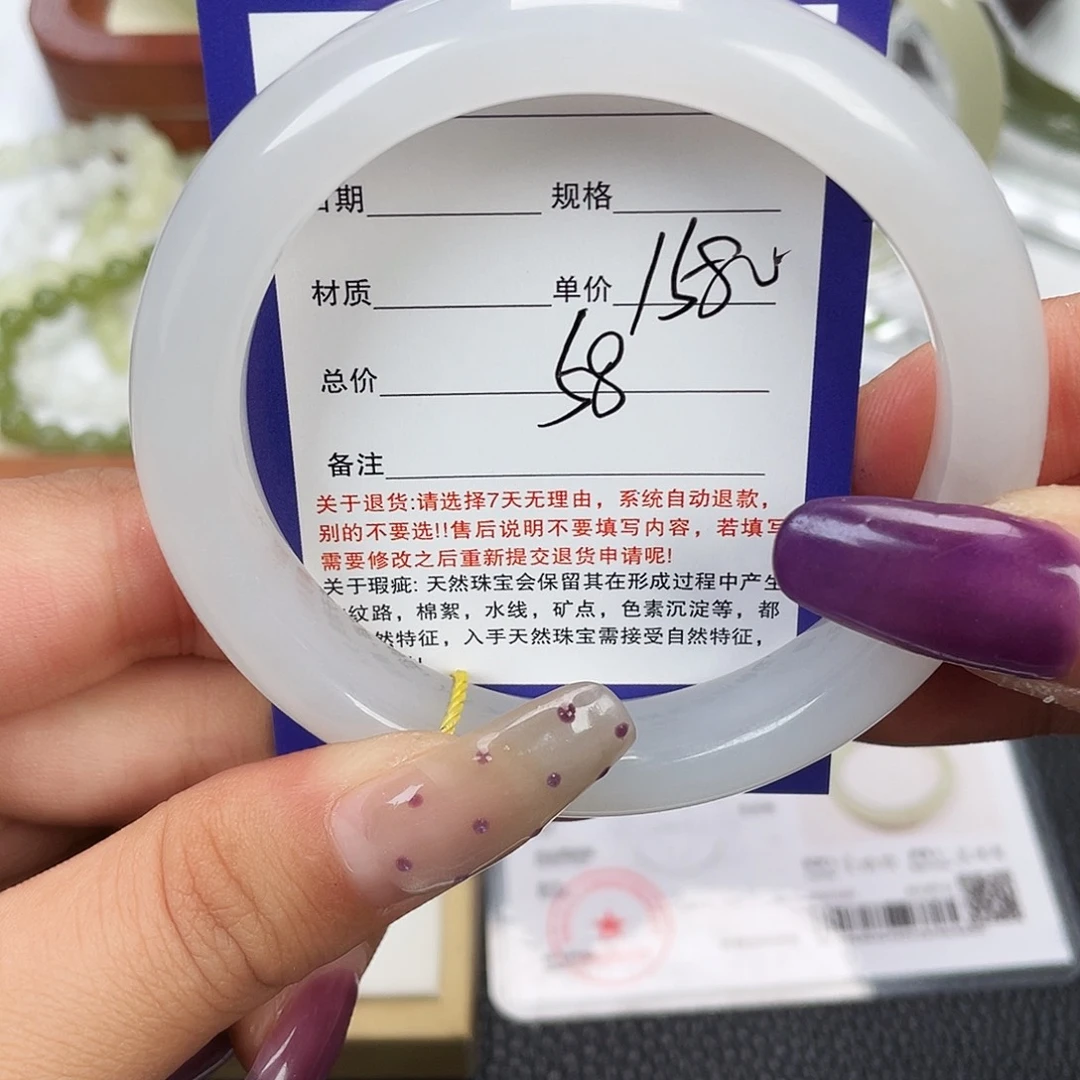 期 规格
材质 单价 158
总价 58
备注
关于退货:请选择7天无理由，系统自动退款，
别的不要选!!售后说明不要填写内容，若填写
需要修改之后重新提交退货申请呢!
关于瑕疵: 天然珠宝会保留其在形成过程中产生
纹路，棉絮，水线，矿点，色素沉淀等，都
然特征，入手天然珠宝需接受自然特征，